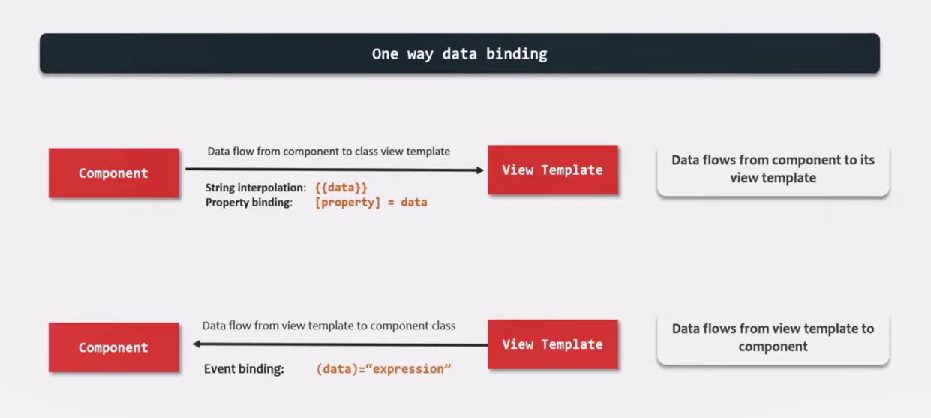 One way data binding
Data flow from component to class view template
Component
View Template
String interpolation: {{data}}
Property binding: [property] = data
Data flows from component to its
view template
Data flow from view template to component class
Component
View Template
Event binding: (data)=“expression”
Data flows from view template to
component